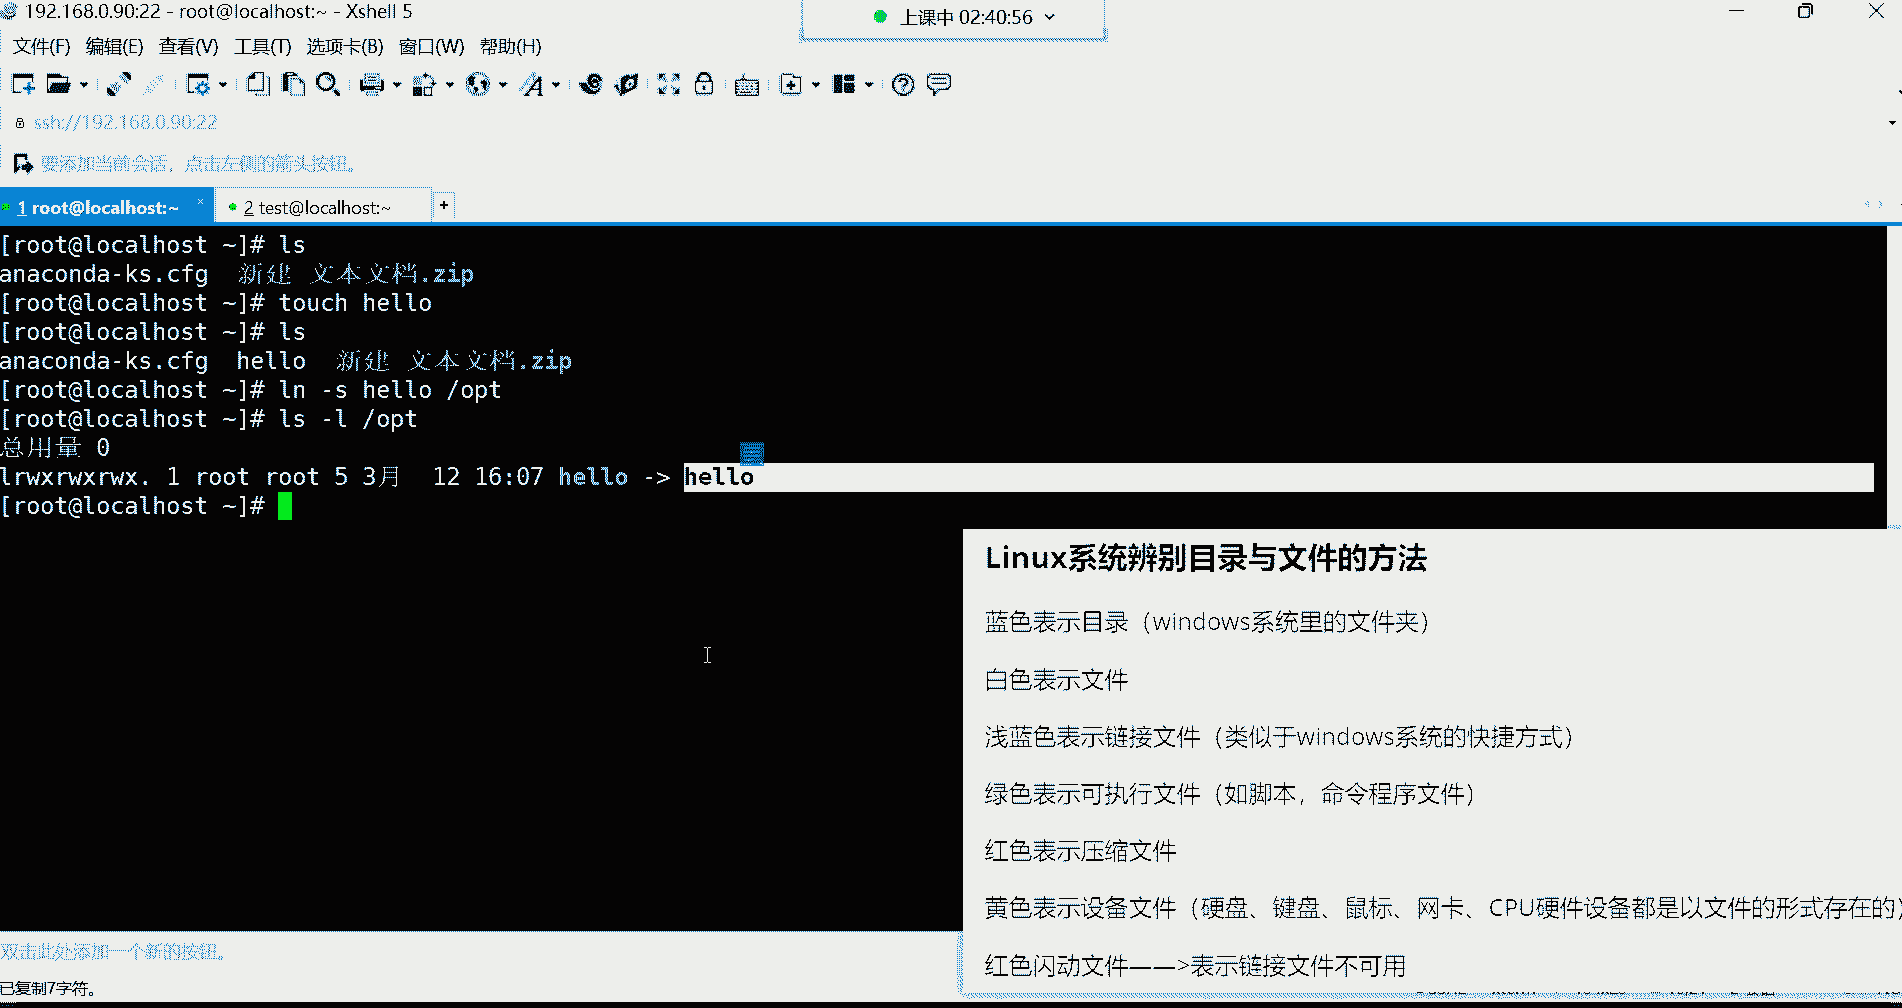 192.168.0.90:22 - root@localhost:~ - Xshell 5
上课中 02:40:56
文件(F) 编辑(E) 查看(V) 工具(T) 选项卡(B) 窗口(W) 帮助(H)
ssh://192.168.0.90:22
要添加当前会话，点击左侧的箭头按钮。
1 root@localhost:~ × 2 test@localhost:~ +
[root@localhost ~]# ls
anaconda-ks.cfg 新建 文本文档.zip
[root@localhost ~]# touch hello
[root@localhost ~]# ls
anaconda-ks.cfg hello 新建 文本文档.zip
[root@localhost ~]# ln -s hello /opt
[root@localhost ~]# ls -l /opt
总用量 0
lrwxrwxrwx. 1 root root 5 3月 12 16:07 hello -> hello
[root@localhost ~]#
Linux系统辨别目录与文件的方法
蓝色表示目录（windows系统里的文件夹）
白色表示文件
浅蓝色表示链接文件（类似于windows系统的快捷方式）
绿色表示可执行文件（如脚本，命令程序文件）
红色表示压缩文件
黄色表示设备文件（硬盘、键盘、鼠标、网卡、CPU硬件设备都是以文件的形式存在的）
红色闪动文件——>表示链接文件不可用
双击此处添加一个新的按钮。
已复制7字符。